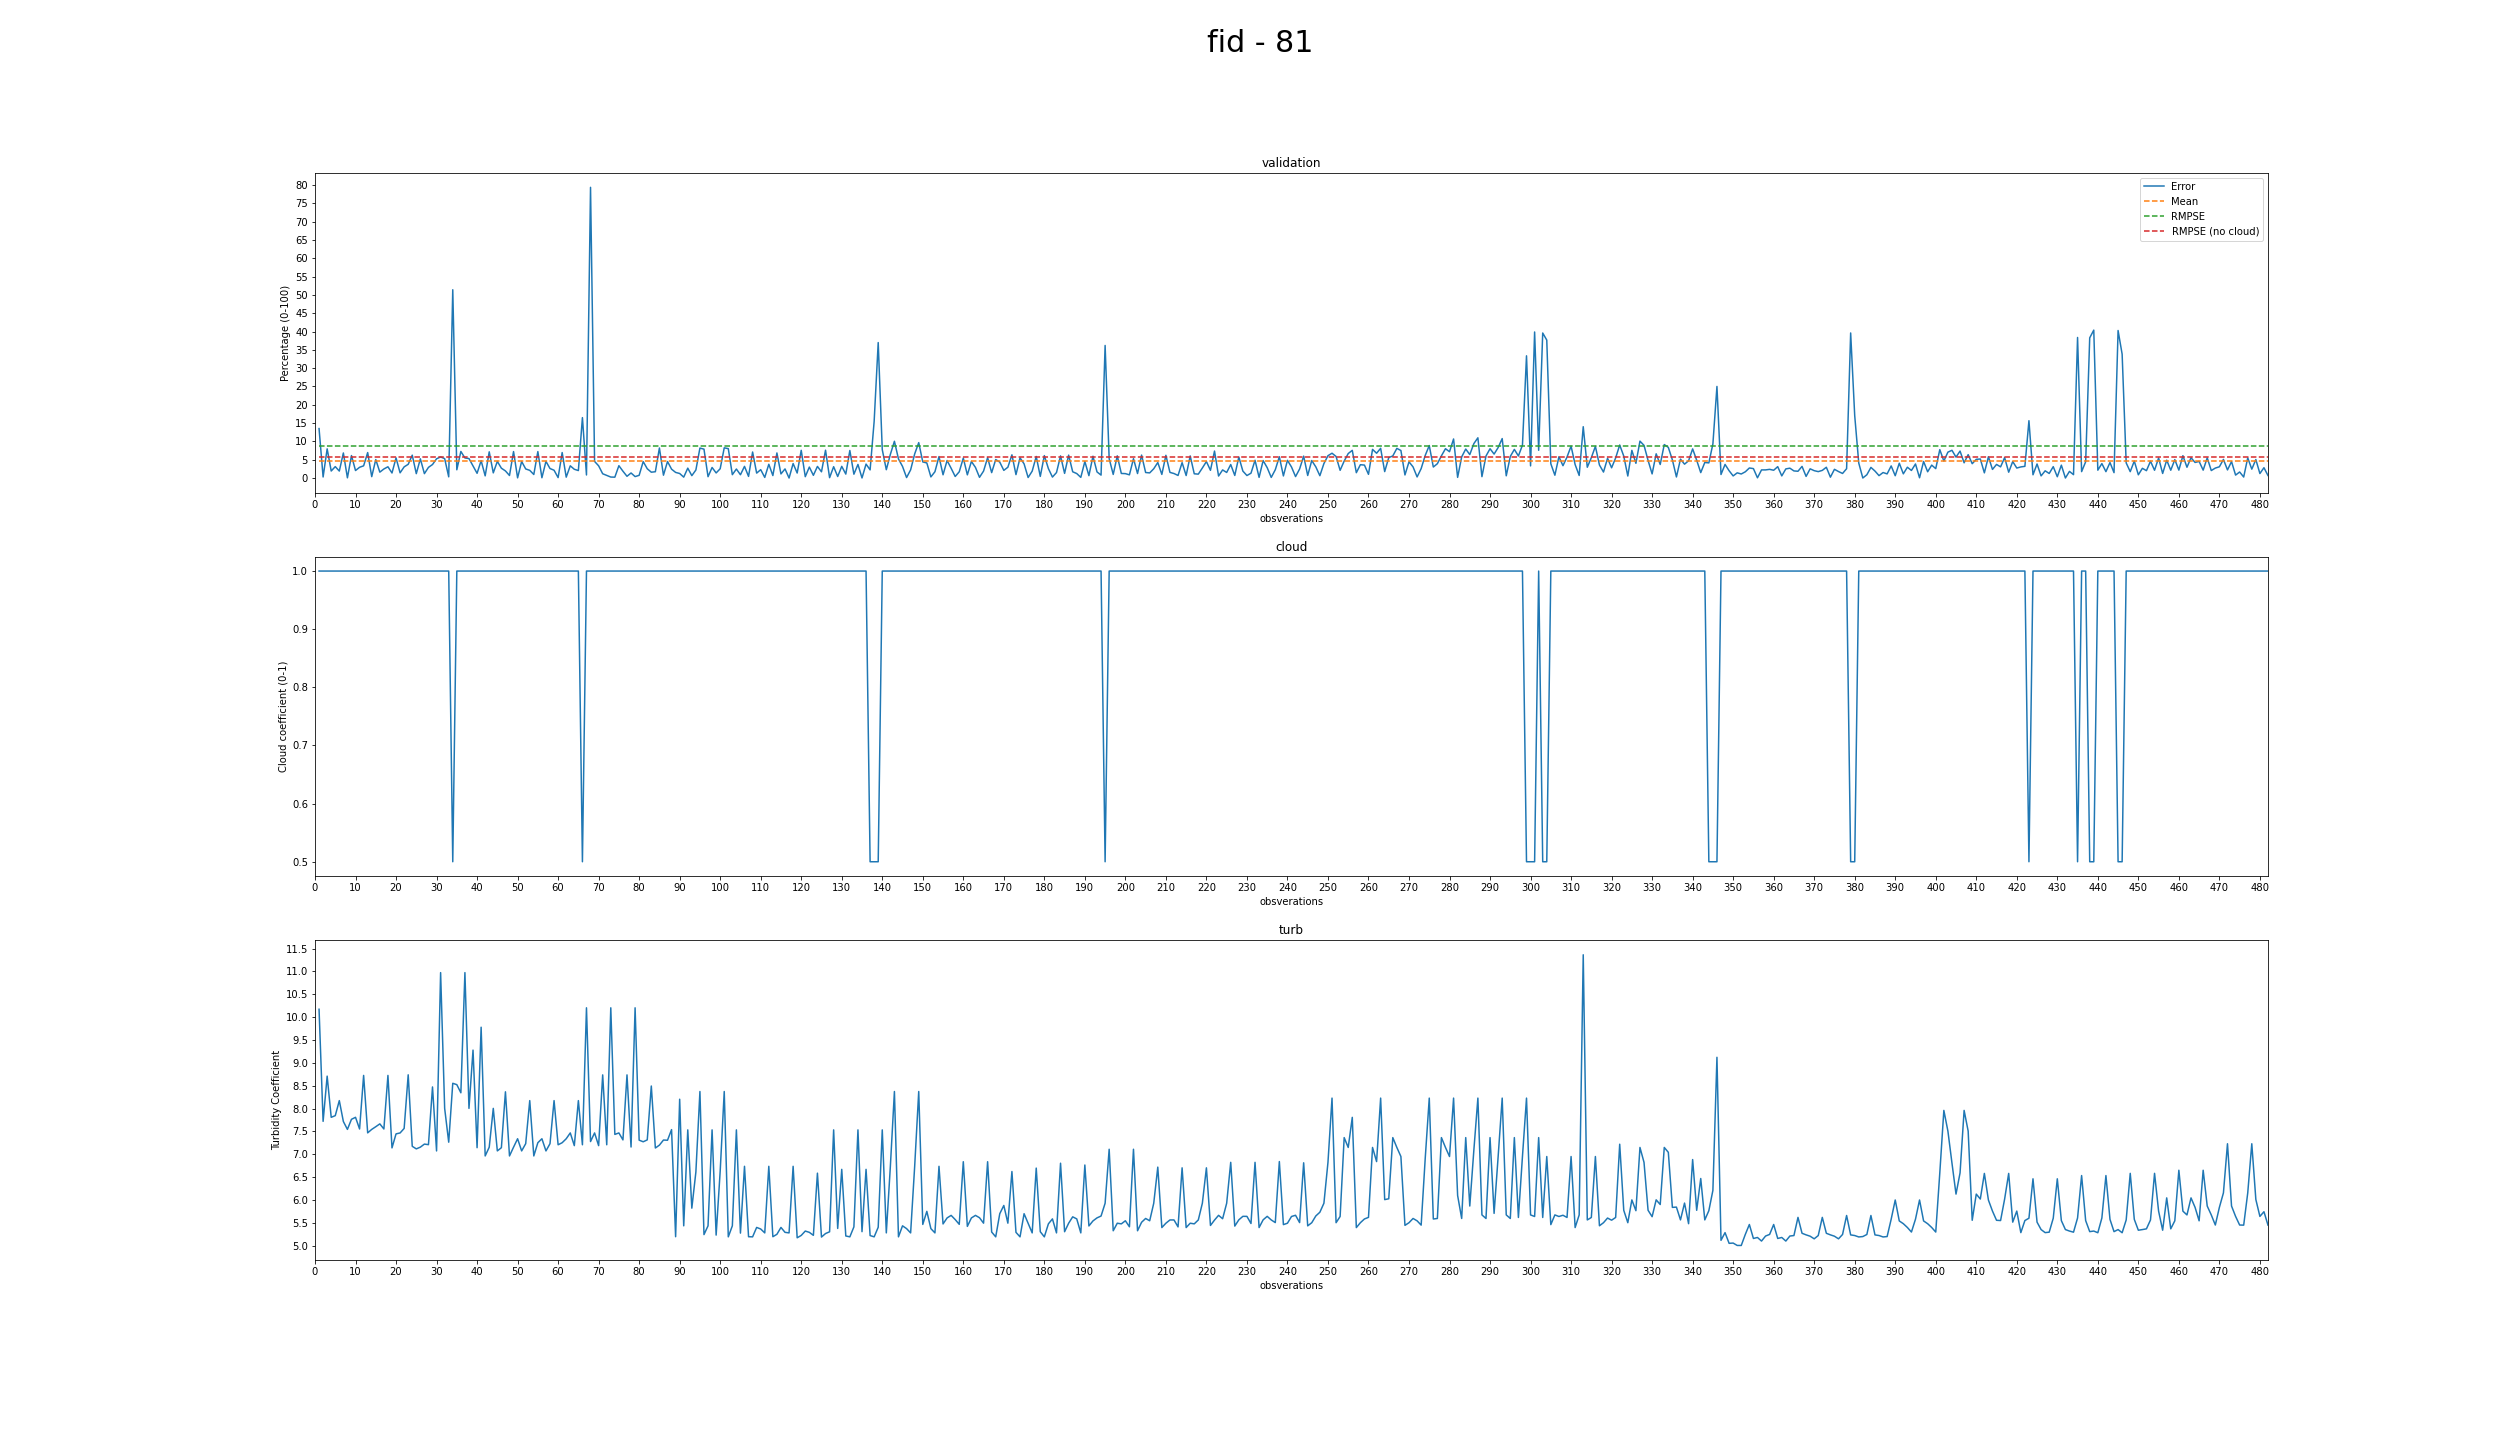 fid - 81
validation
80
75
70
65
60
55
50
45
40
35
30
25
20
15
10
5
0
Percentage (0-100)
Error
Mean
RMPSE
RMPSE (no cloud)
0 10 20 30 40 50 60 70 80 90 100 110 120 130 140 150 160 170 180 190 200 210 220 230 240 250 260 270 280 290 300 310 320 330 340 350 360 370 380 390 400 410 420 430 440 450 460 470 480
obsverations
cloud
1.0
0.9
0.8
0.7
0.6
0.5
Cloud coefficient (0-1)
0 10 20 30 40 50 60 70 80 90 100 110 120 130 140 150 160 170 180 190 200 210 220 230 240 250 260 270 280 290 300 310 320 330 340 350 360 370 380 390 400 410 420 430 440 450 460 470 480
obsverations
turb
11.5
11.0
10.5
10.0
9.5
9.0
8.5
8.0
7.5
7.0
6.5
6.0
5.5
5.0
Turbidity Coefficient
0 10 20 30 40 50 60 70 80 90 100 110 120 130 140 150 160 170 180 190 200 210 220 230 240 250 260 270 280 290 300 310 320 330 340 350 360 370 380 390 400 410 420 430 440 450 460 470 480
obsverations